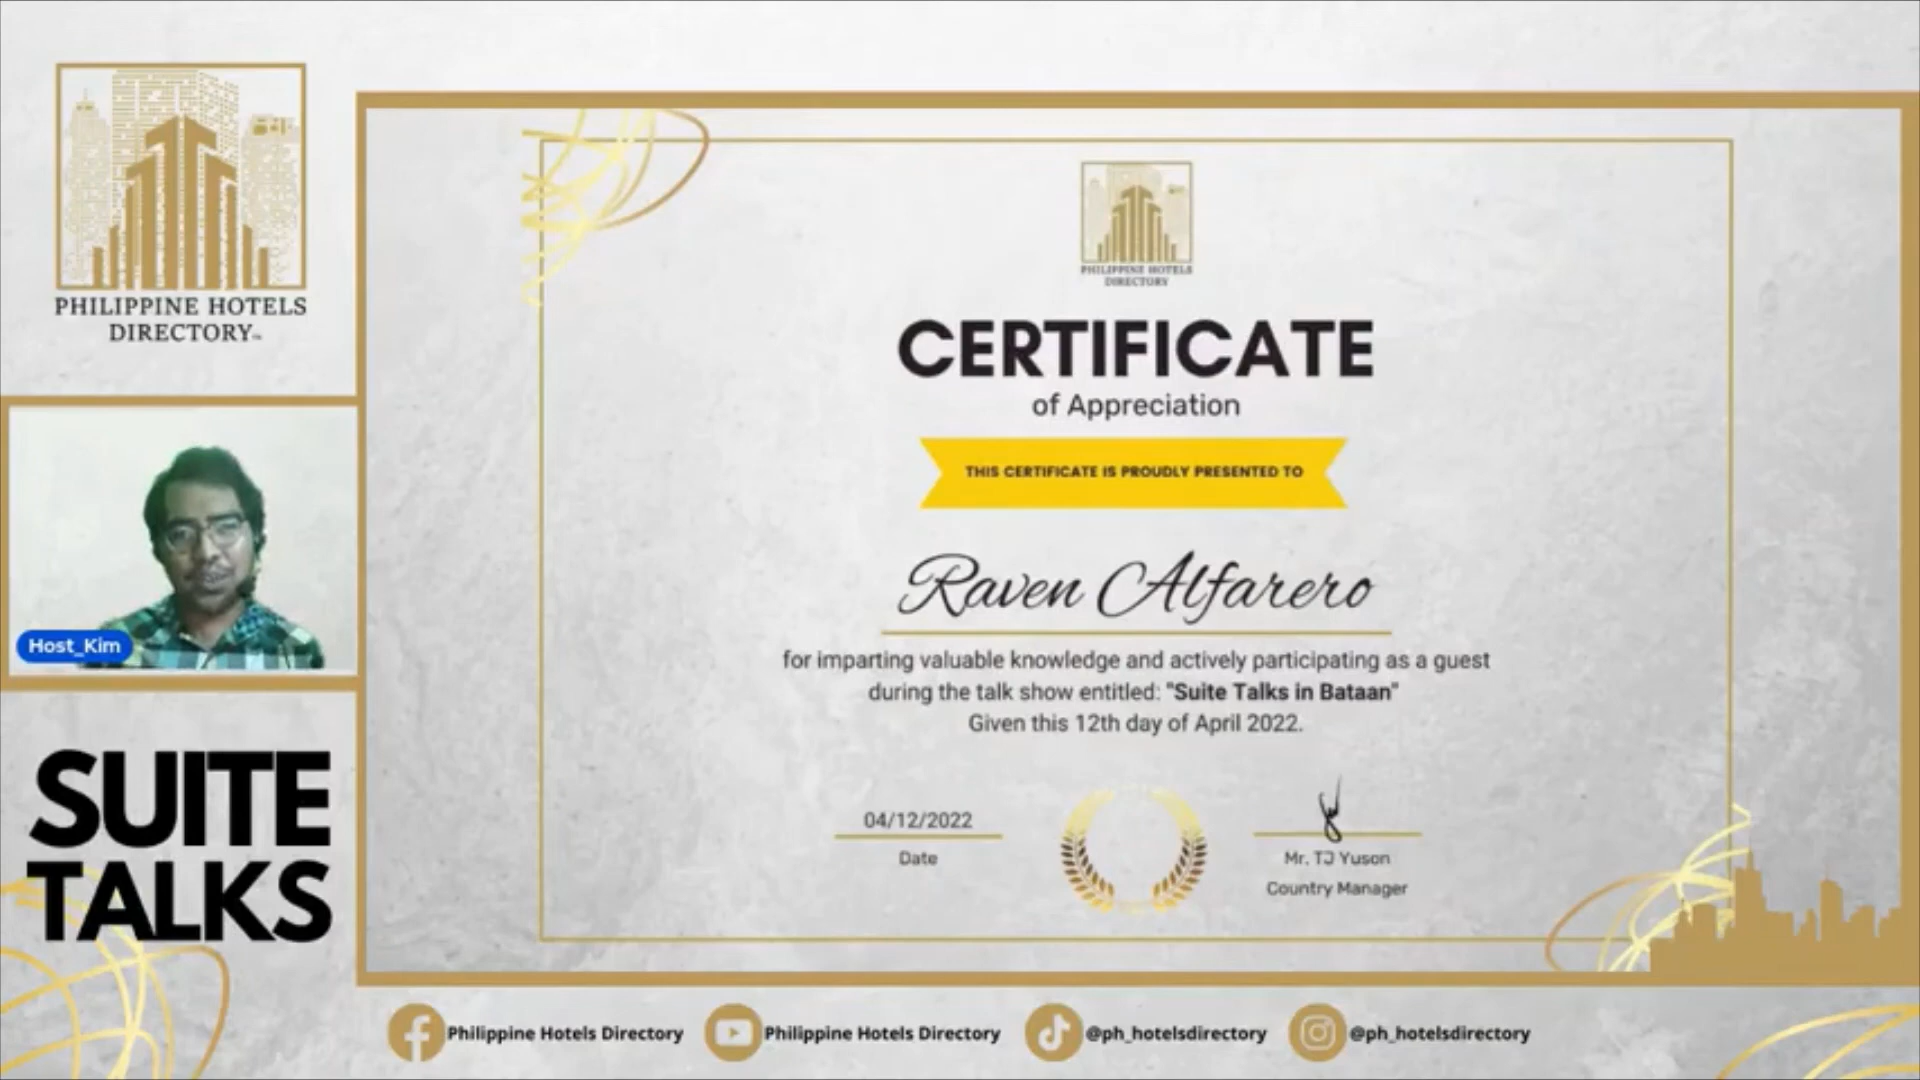 PHILIPPINE HOTELS
DIRECTORY™
Host_Kim
SUITE
TALKS
PHILIPPINE HOTELS
DIRECTORY
CERTIFICATE
of Appreciation
THIS CERTIFICATE IS PROUDLY PRESENTED TO
Raven Alfarero
for imparting valuable knowledge and actively participating as a guest
during the talk show entitled: "Suite Talks in Bataan"
Given this 12th day of April 2022.
04/12/2022
Date
Mr. TJ Yuson
Country Manager
Philippine Hotels Directory
Philippine Hotels Directory
@ph_hotelsdirectory
@ph_hotelsdirectory